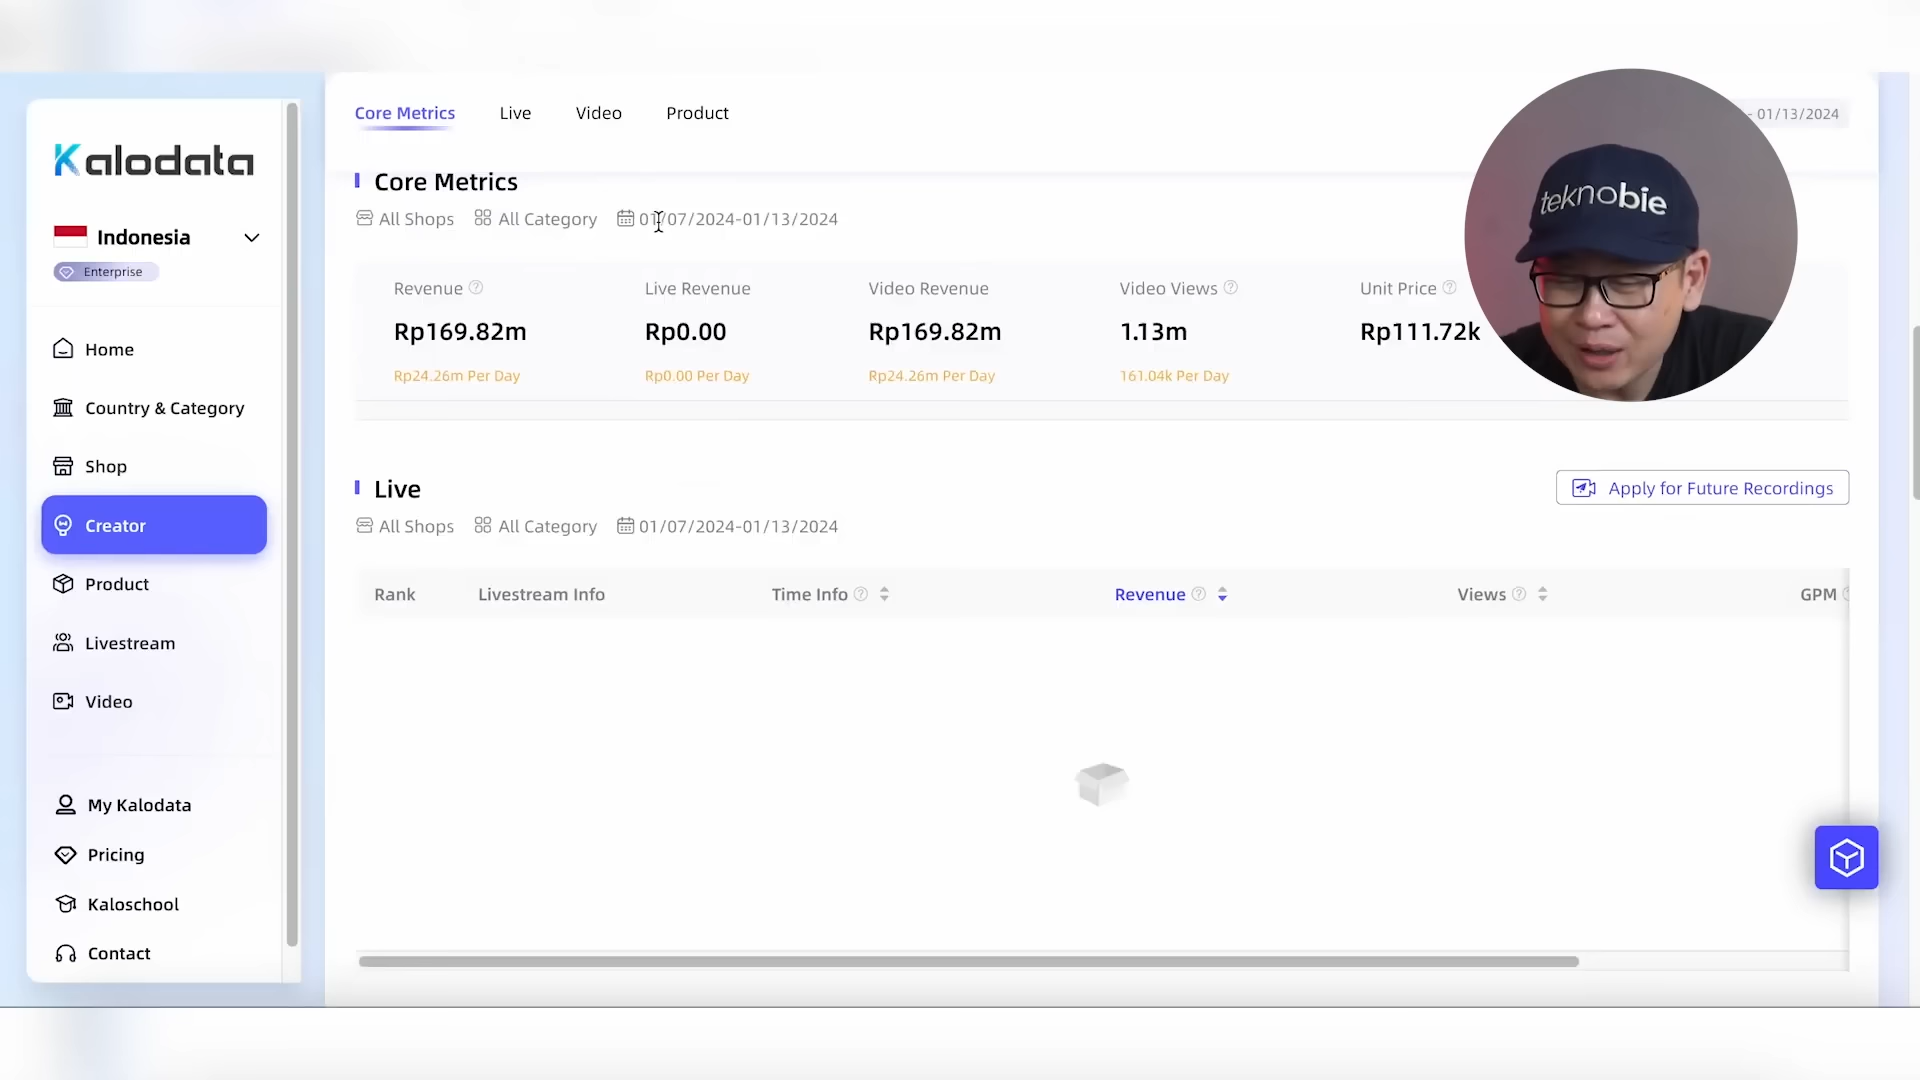 Kalodata
Indonesia
Enterprise
Home
Country & Category
Shop
Creator
Product
Livestream
Video
My Kalodata
Pricing
Kaloschool
Contact
Core Metrics Live Video Product
- 01/13/2024
Core Metrics
All Shops All Category 01/07/2024-01/13/2024
Revenue Live Revenue Video Revenue Video Views Unit Price
Rp169.82m Rp0.00 Rp169.82m 1.13m Rp111.72k
Rp24.26m Per Day Rp0.00 Per Day Rp24.26m Per Day 161.04k Per Day
teknobie
Live
Apply for Future Recordings
All Shops All Category 01/07/2024-01/13/2024
Rank Livestream Info Time Info Revenue Views GPM